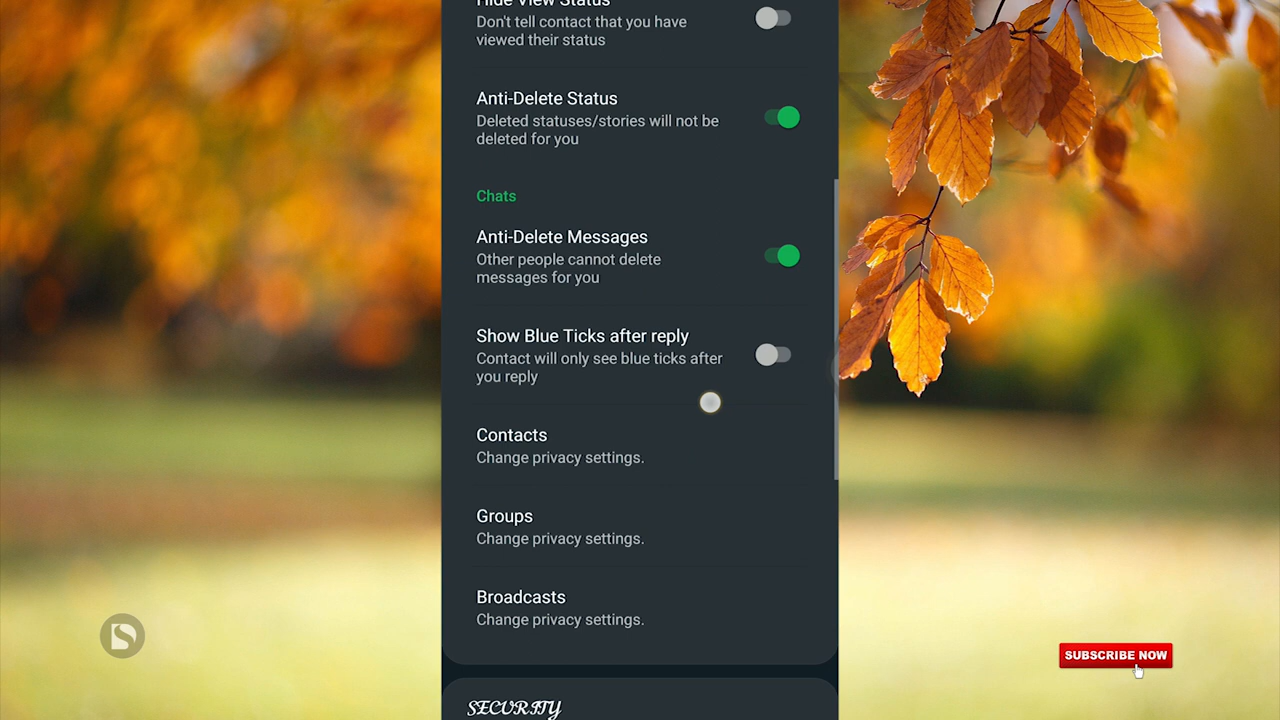 Hide View Status
Don't tell contact that you have
viewed their status
Anti-Delete Status
Deleted statuses/stories will not be
deleted for you
Chats
Anti-Delete Messages
Other people cannot delete
messages for you
Show Blue Ticks after reply
Contact will only see blue ticks after
you reply
Contacts
Change privacy settings.
Groups
Change privacy settings.
Broadcasts
Change privacy settings.
SECURITY
SUBSCRIBE NOW